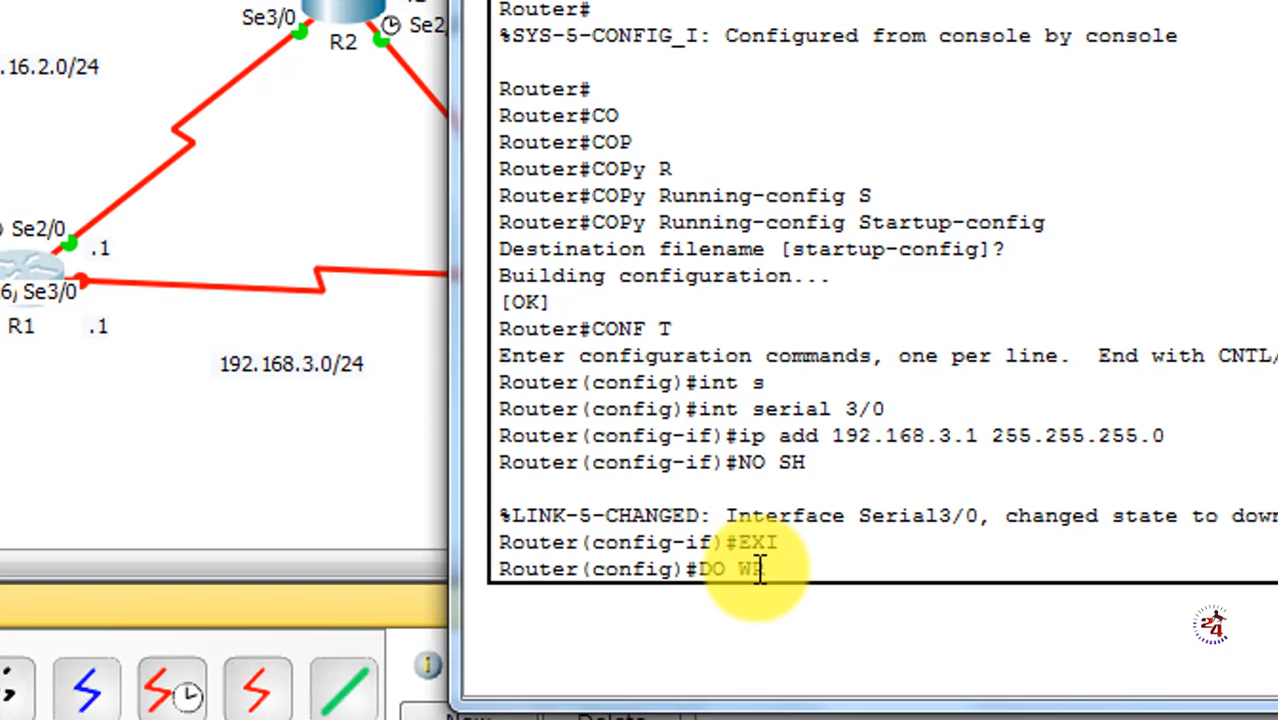 Router#
%SYS-5-CONFIG_I: Configured from console by console
Router#
Router#CO
Router#COP
Router#COPy R
Router#COPy Running-config S
Router#COPy Running-config Startup-config
Destination filename [startup-config]?
Building configuration...
[OK]
Router#CONF T
Enter configuration commands, one per line.  End with CNTL/
Router(config)#int s
Router(config)#int serial 3/0
Router(config-if)#ip add 192.168.3.1 255.255.255.0
Router(config-if)#NO SH
%LINK-5-CHANGED: Interface Serial3/0, changed state to down
Router(config-if)#EXI
Router(config)#DO WR
Se3/0
R2
Se2/
.16.2.0/24
Se2/0
.1
Se3/0
R1
.1
192.168.3.0/24
24